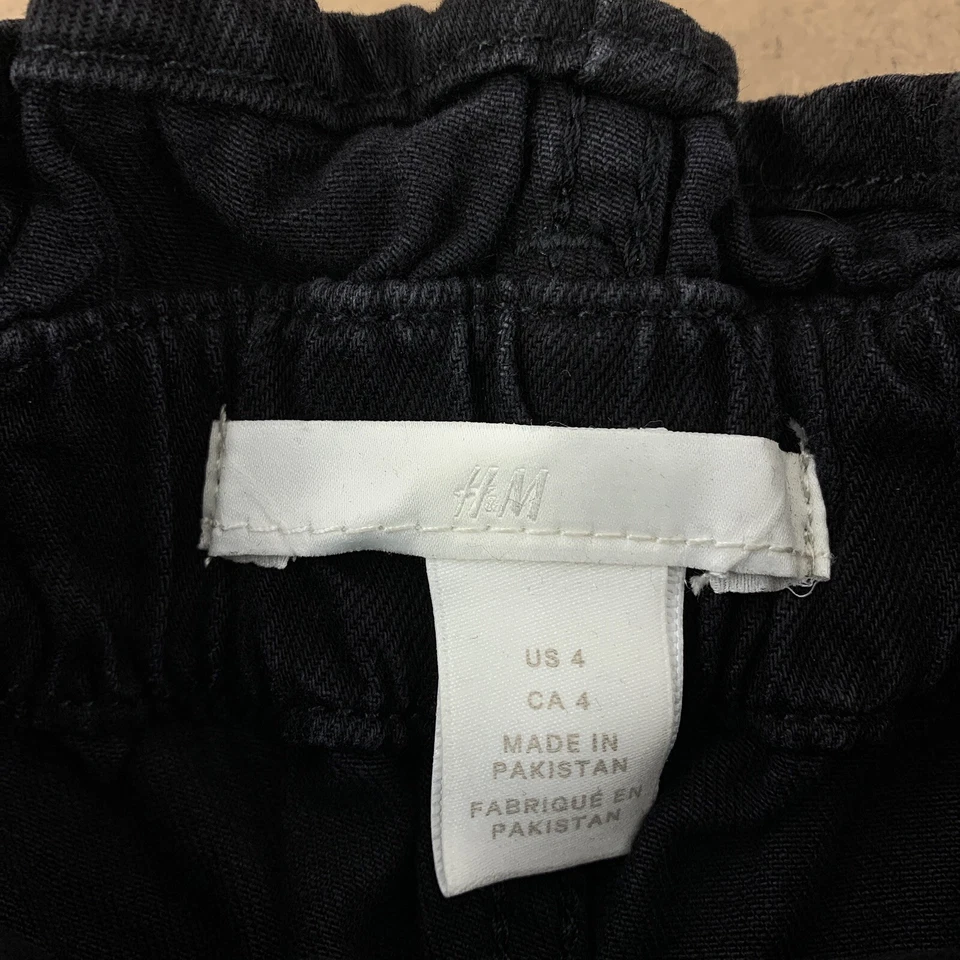 H&M
US 4
CA 4
MADE IN
PAKISTAN
FABRIQUÉ EN
PAKISTAN